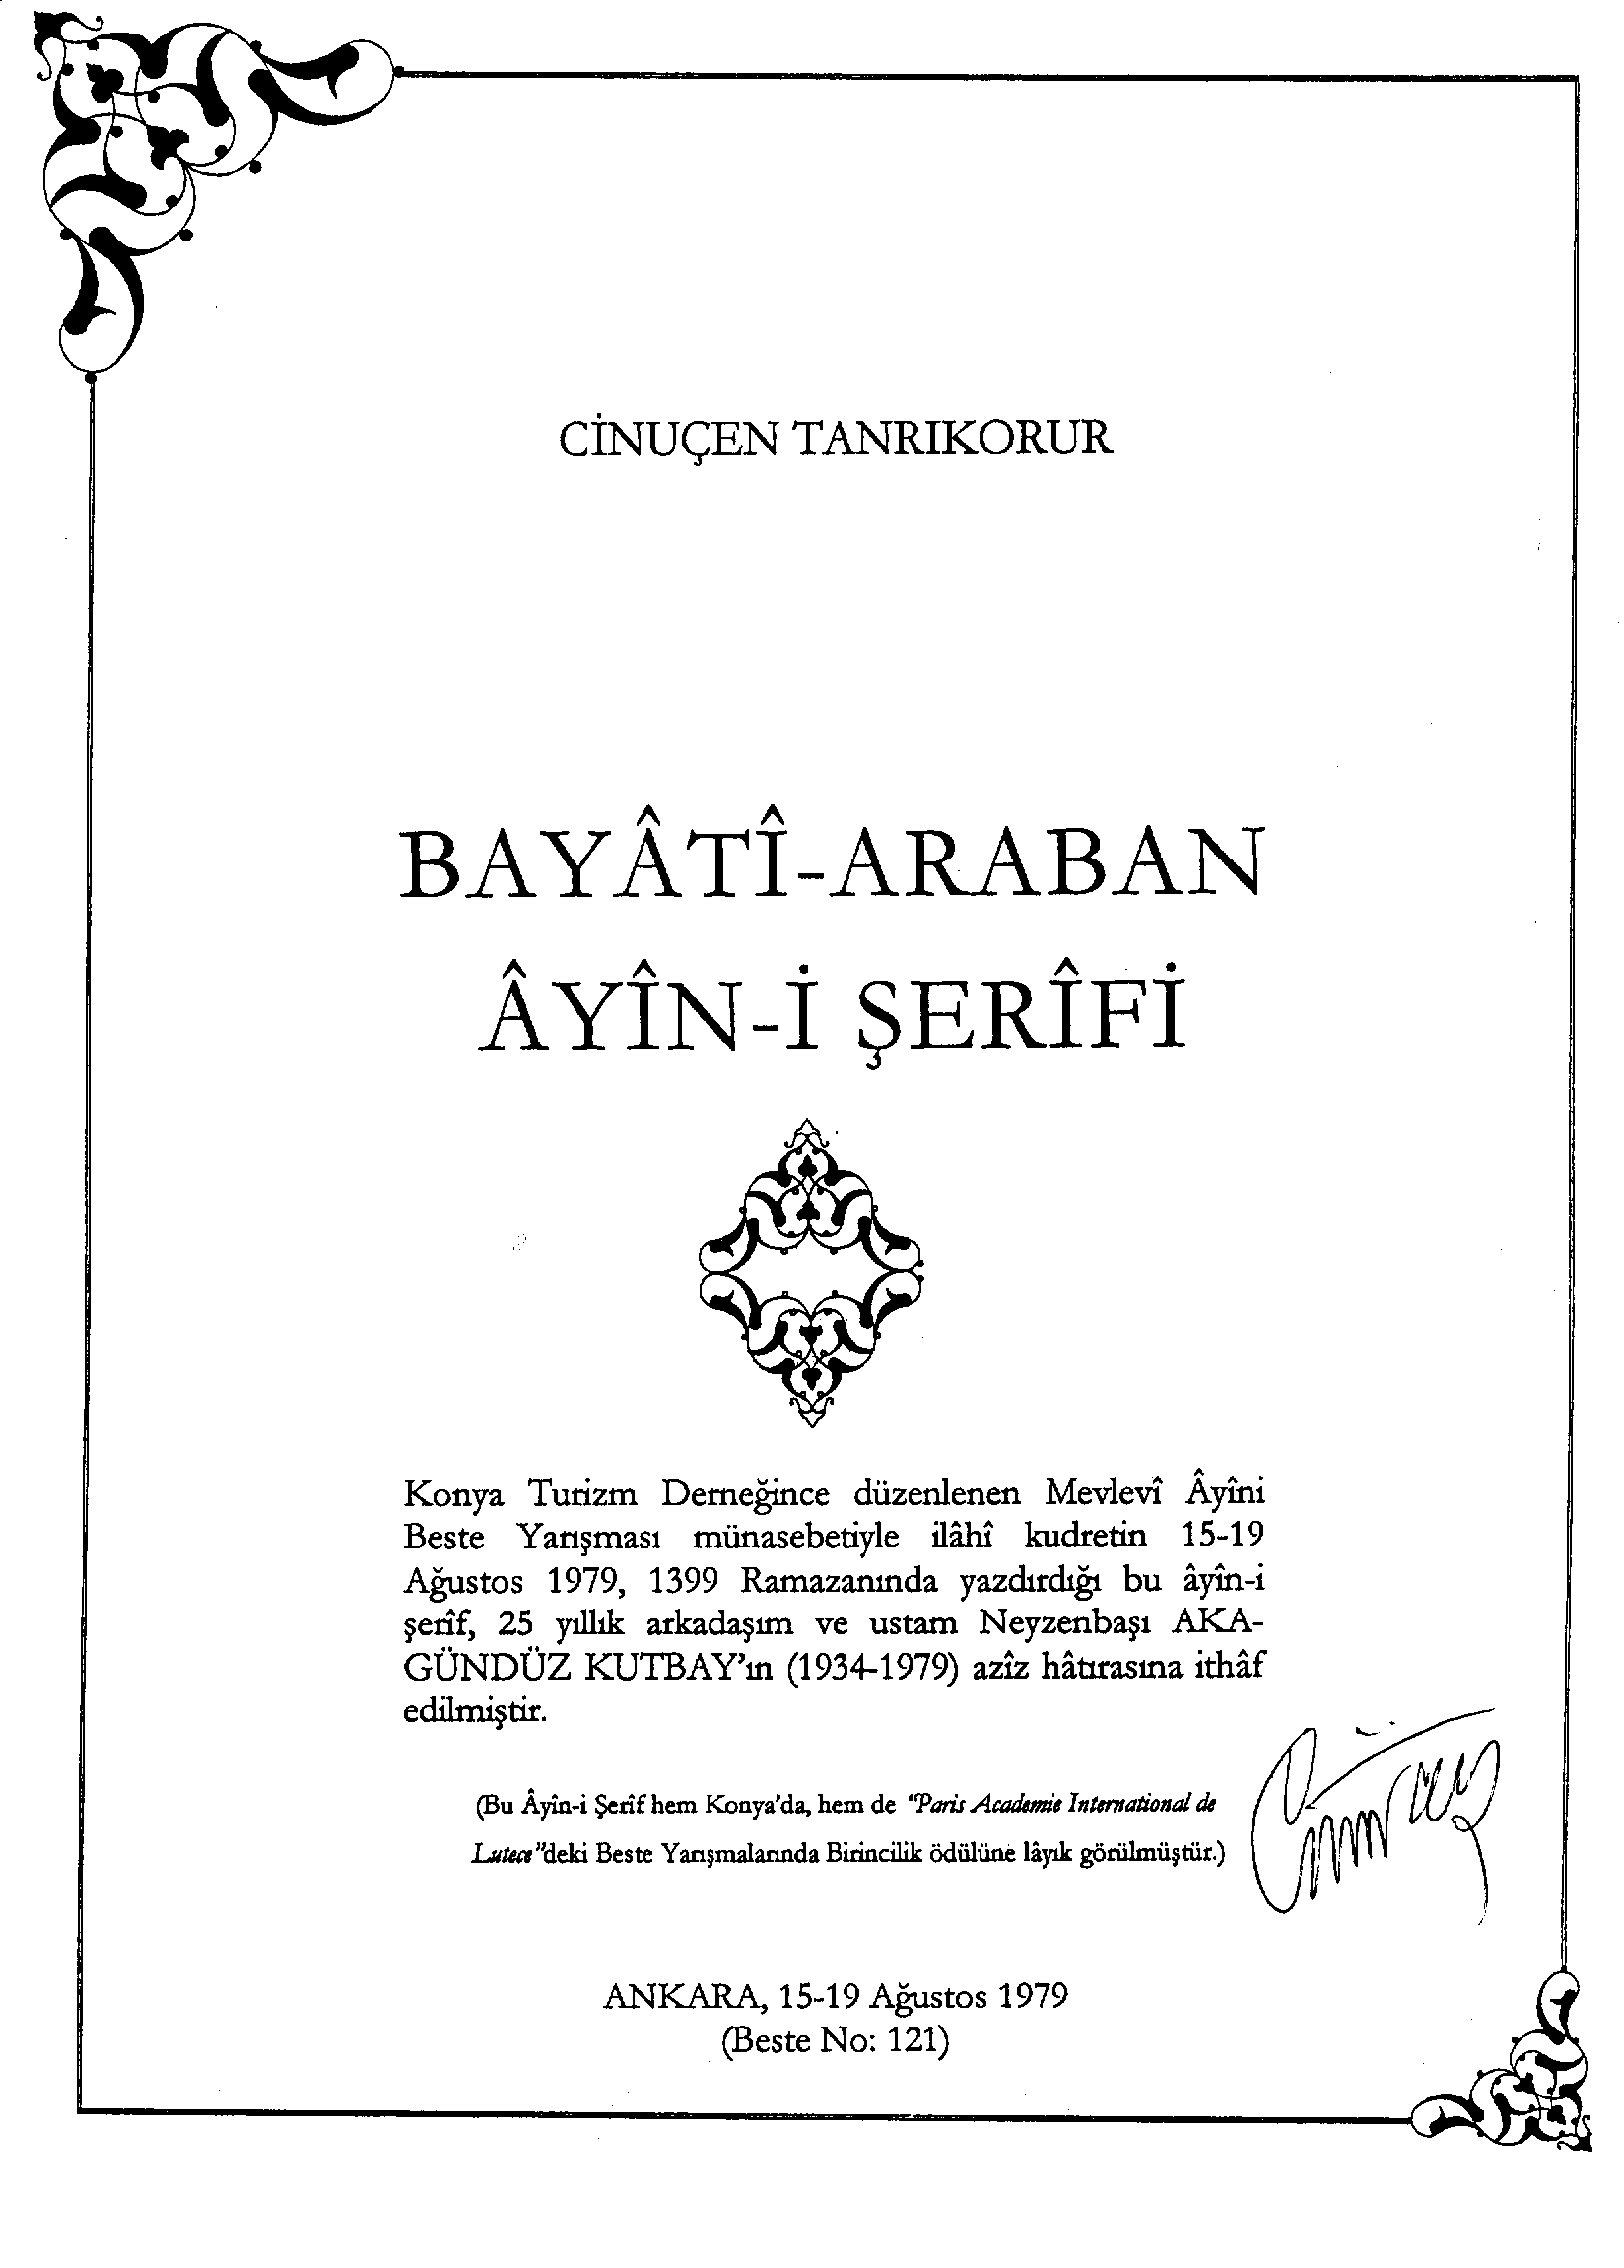 CİNUÇEN TANRIKORUR
BAYÂTÎ-ARABAN
ÂYÎN-İ ŞERÎFİ
Konya Turizm Derneğince düzenlenen Mevlevî Âyîni
Beste Yarışması münasebetiyle ilâhî kudretin 15-19
Ağustos 1979, 1399 Ramazanında yazdırdığı bu âyîn-i
şerîf, 25 yıllık arkadaşım ve ustam Neyzenbaşı AKA-
GÜNDÜZ KUTBAY’ın (1934-1979) azîz hâtırasına ithâf
edilmiştir.
(Bu Âyîn-i Şerîf hem Konya'da, hem de "Paris Academie International de
Lutece"deki Beste Yarışmalarında Birincilik ödülüne lâyık görülmüştür.)
ANKARA, 15-19 Ağustos 1979
(Beste No: 121)